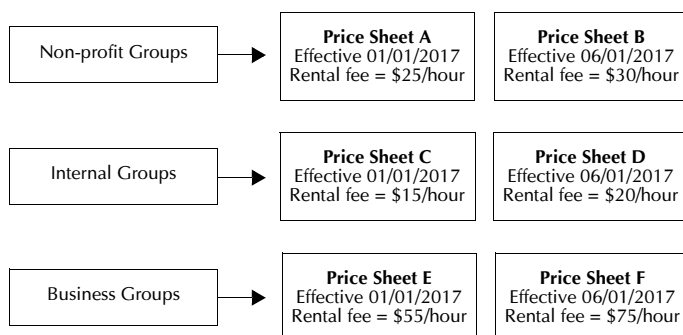 Non-profit Groups
Price Sheet A
Effective 01/01/2017
Rental fee = $25/hour
Price Sheet B
Effective 06/01/2017
Rental fee = $30/hour
Internal Groups
Price Sheet C
Effective 01/01/2017
Rental fee = $15/hour
Price Sheet D
Effective 06/01/2017
Rental fee = $20/hour
Business Groups
Price Sheet E
Effective 01/01/2017
Rental fee = $55/hour
Price Sheet F
Effective 06/01/2017
Rental fee = $75/hour